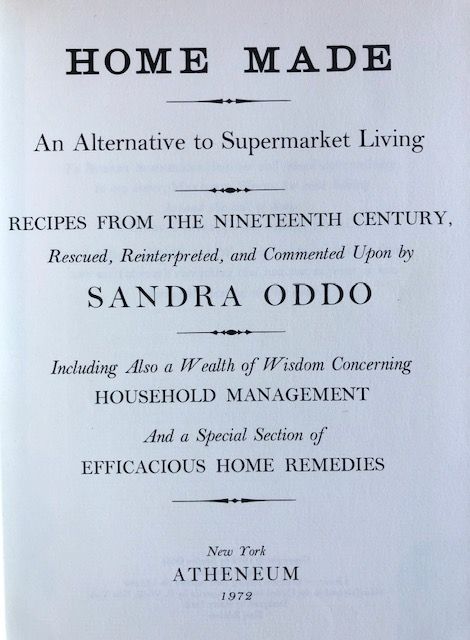 HOME MADE
An Alternative to Supermarket Living
RECIPES FROM THE NINETEENTH CENTURY,
Rescued, Reinterpreted, and Commented Upon by
SANDRA ODDO
Including Also a Wealth of Wisdom Concerning
HOUSEHOLD MANAGEMENT
And a Special Section of
EFFICACIOUS HOME REMEDIES
New York
ATHENEUM
1972